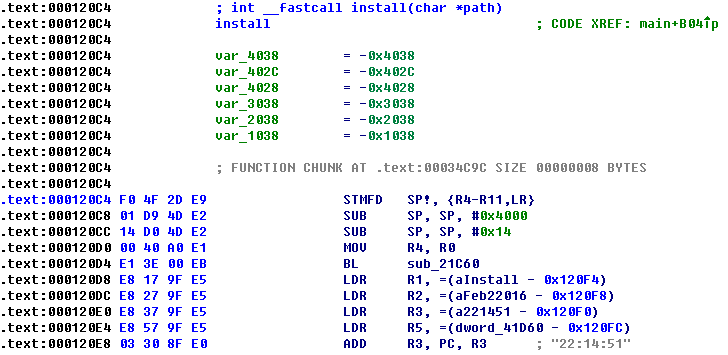 .text:000120C4 ; int __fastcall install(char *path)
.text:000120C4 install ; CODE XREF: main+B04↑p
.text:000120C4
.text:000120C4 var_4038 = -0x4038
.text:000120C4 var_402C = -0x402C
.text:000120C4 var_4028 = -0x4028
.text:000120C4 var_3038 = -0x3038
.text:000120C4 var_2038 = -0x2038
.text:000120C4 var_1038 = -0x1038
.text:000120C4
.text:000120C4 ; FUNCTION CHUNK AT .text:00034C9C SIZE 00000008 BYTES
.text:000120C4
.text:000120C4 F0 4F 2D E9 STMFD SP!, {R4-R11,LR}
.text:000120C8 01 D9 4D E2 SUB SP, SP, #0x4000
.text:000120CC 14 D0 4D E2 SUB SP, SP, #0x14
.text:000120D0 00 40 A0 E1 MOV R4, R0
.text:000120D4 E1 3E 00 EB BL sub_21C60
.text:000120D8 E8 17 9F E5 LDR R1, =(aInstall - 0x120F4)
.text:000120DC E8 27 9F E5 LDR R2, =(aFeb22016 - 0x120F8)
.text:000120E0 E8 37 9F E5 LDR R3, =(a221451 - 0x120F0)
.text:000120E4 E8 57 9F E5 LDR R5, =(dword_41D60 - 0x120FC)
.text:000120E8 03 30 8F E0 ADD R3, PC, R3 ; "22:14:51"